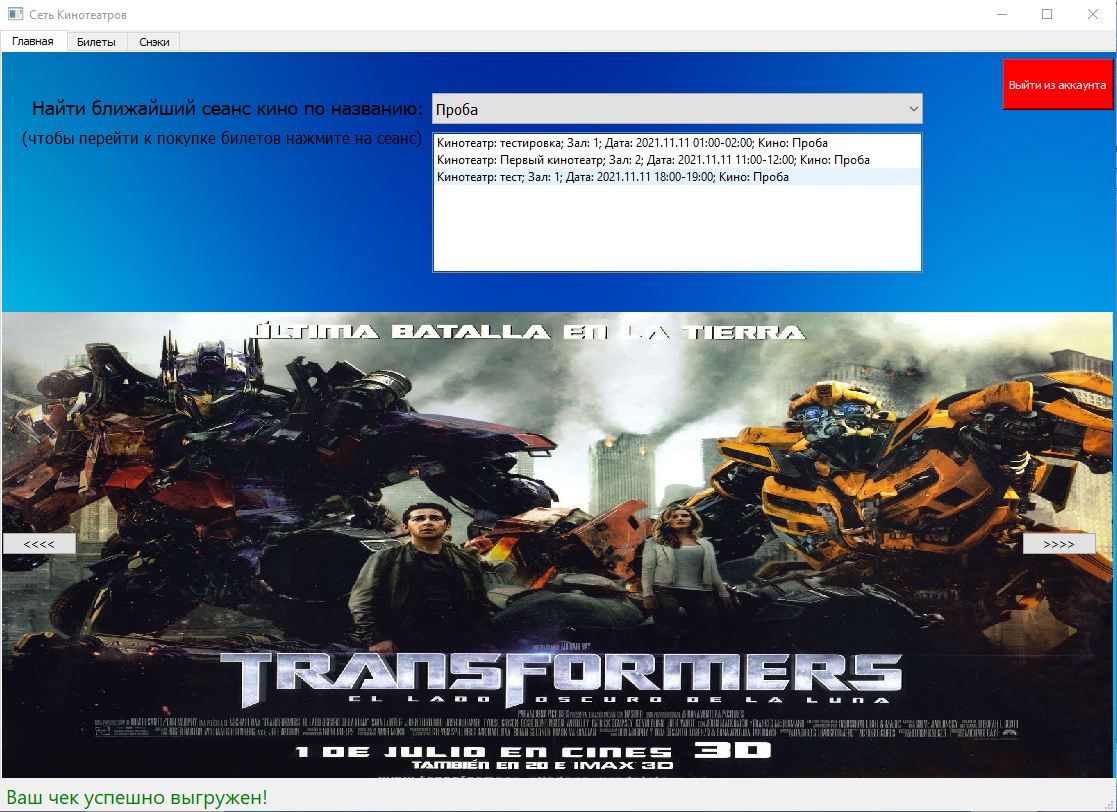 Сеть Кинотеатров
Главная Билеты Снэки
Выйти из аккаунта
Найти ближайший сеанс кино по названию: Проба
(чтобы перейти к покупке билетов нажмите на сеанс)
Кинотеатр: тестировка; Зал: 1; Дата: 2021.11.11 01:00-02:00; Кино: Проба
Кинотеатр: Первый кинотеатр; Зал: 2; Дата: 2021.11.11 11:00-12:00; Кино: Проба
Кинотеатр: тест; Зал: 1; Дата: 2021.11.11 18:00-19:00; Кино: Проба
ÚLTIMA BATALLA EN LA TIERRA
<<<< >>>>
TRANSFORMERS
EL LADO OSCURO DE LA LUNA
1 DE JULIO EN CINES 3D
TAMBIÉN EN 2D E IMAX 3D
Ваш чек успешно выгружен!